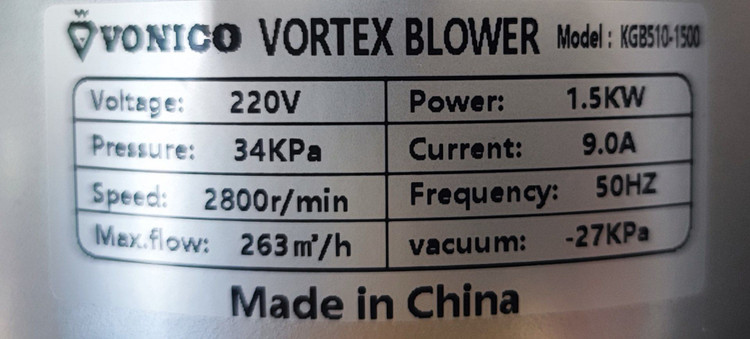 VONICO VORTEX BLOWER Model : KGB510-1500
Voltage: 220V Power: 1.5KW
Pressure: 34KPa Current: 9.0A
Speed: 2800r/min Frequency: 50HZ
Max.flow: 263m³/h vacuum: -27KPa
Made in China